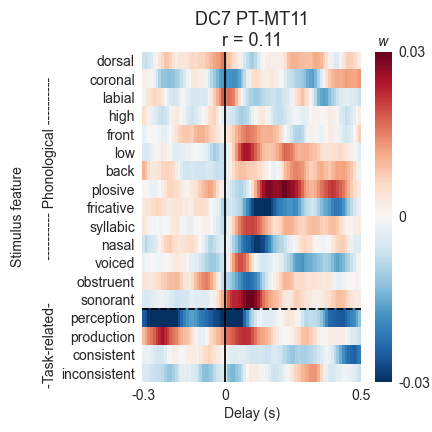 DC7 PT-MT11
r = 0.11
w
Stimulus feature
---------- Phonological ----------
-Task-related-
dorsal
coronal
labial
high
front
low
back
plosive
fricative
syllabic
nasal
voiced
obstruent
sonorant
perception
production
consistent
inconsistent
0.03
0
-0.03
-0.3
0
0.5
Delay (s)